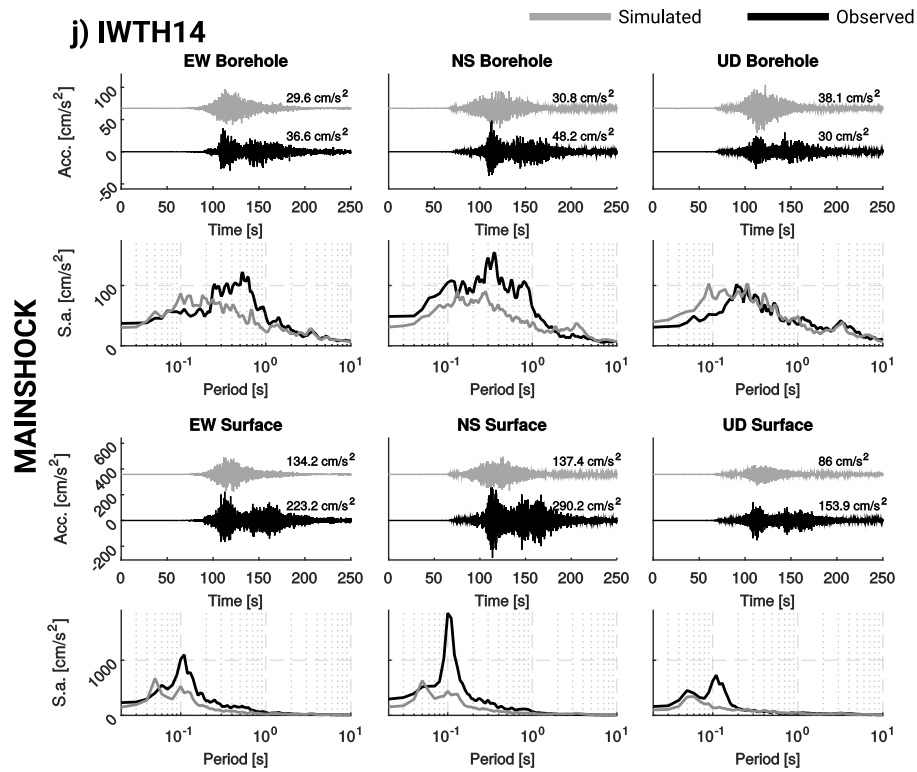 Simulated Observed
j) IWTH14
MAINSHOCK
EW Borehole NS Borehole UD Borehole
Acc. [cm/s²]
100
50
0
-50
29.6 cm/s² 30.8 cm/s² 38.1 cm/s²
36.6 cm/s² 48.2 cm/s² 30 cm/s²
0 50 100 150 200 250 0 50 100 150 200 250 0 50 100 150 200 250
Time [s] Time [s] Time [s]
S.a. [cm/s²]
100
0
10⁻¹ 10⁰ 10¹ 10⁻¹ 10⁰ 10¹ 10⁻¹ 10⁰ 10¹
Period [s] Period [s] Period [s]
EW Surface NS Surface UD Surface
Acc. [cm/s²]
600
400
200
0
-200
134.2 cm/s² 137.4 cm/s² 86 cm/s²
223.2 cm/s² 290.2 cm/s² 153.9 cm/s²
0 50 100 150 200 250 0 50 100 150 200 250 0 50 100 150 200 250
Time [s] Time [s] Time [s]
S.a. [cm/s²]
1000
0
10⁻¹ 10⁰ 10¹ 10⁻¹ 10⁰ 10¹ 10⁻¹ 10⁰ 10¹
Period [s] Period [s] Period [s]